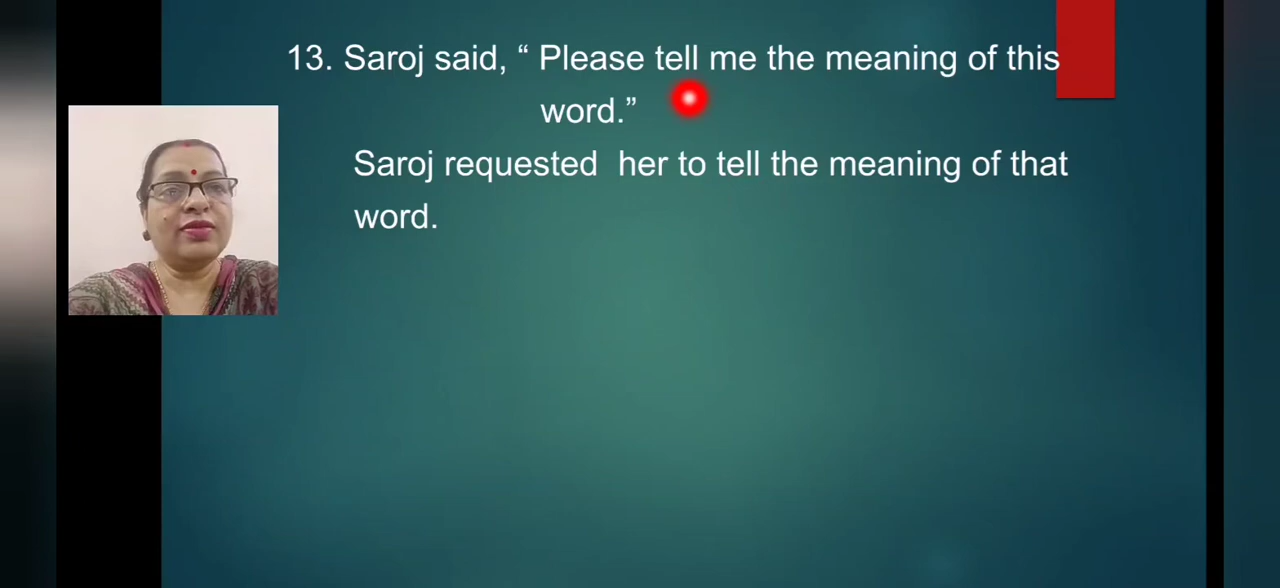 13. Saroj said, “ Please tell me the meaning of this
word.”
Saroj requested  her to tell the meaning of that
word.